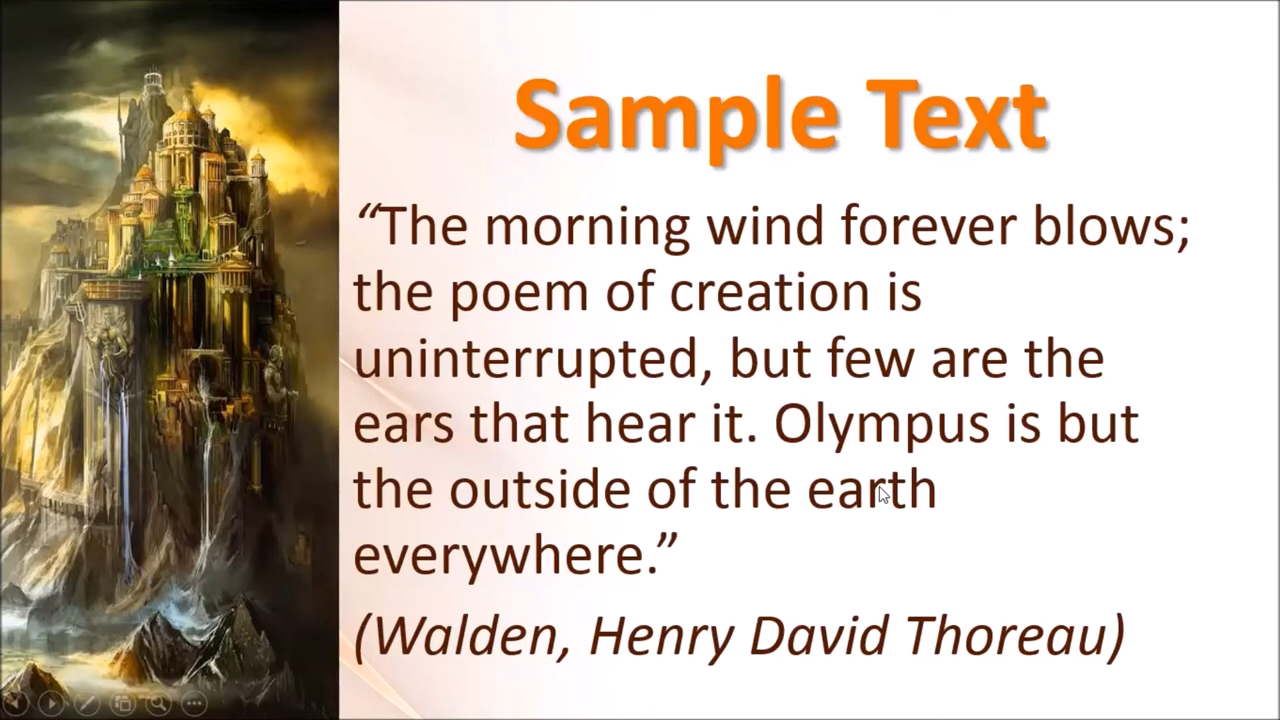 Sample Text
“The morning wind forever blows;
the poem of creation is
uninterrupted, but few are the
ears that hear it. Olympus is but
the outside of the earth
everywhere.”
(Walden, Henry David Thoreau)